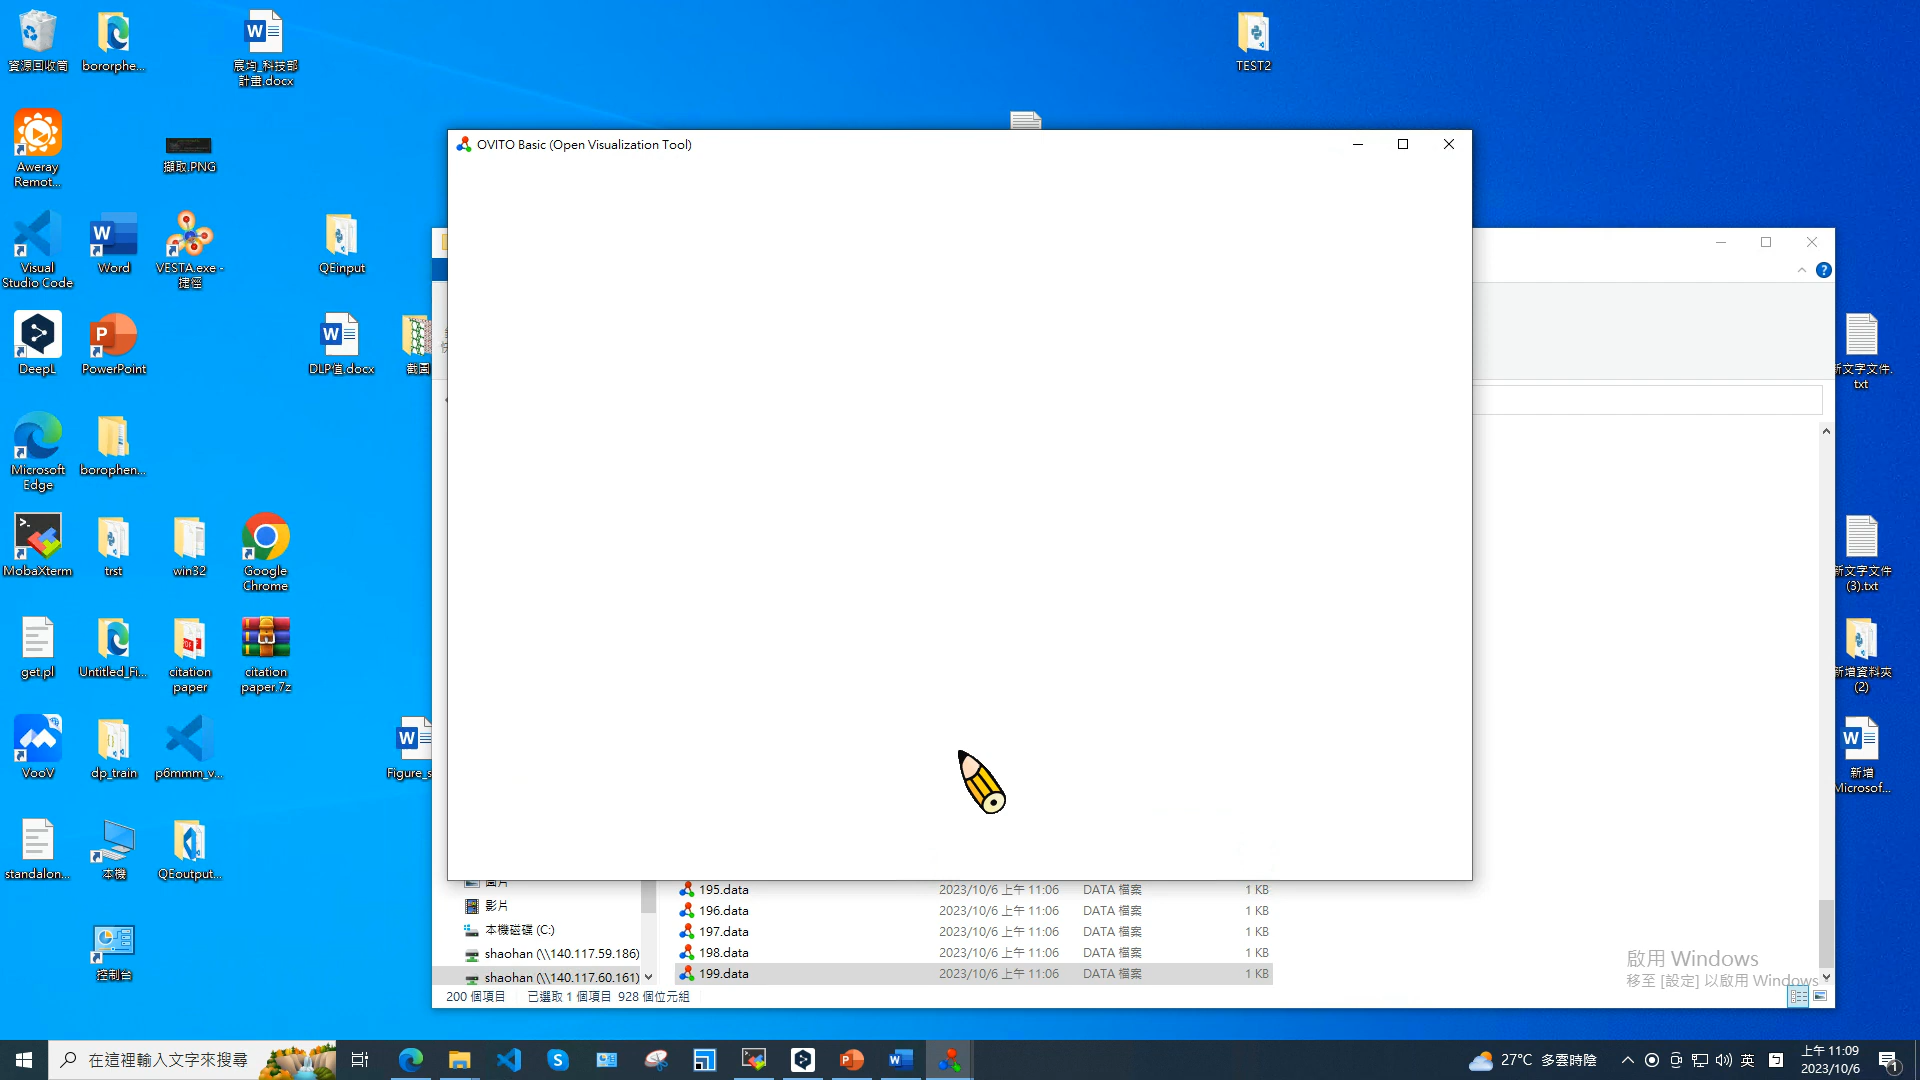 資源回收筒
bororphe...
宸均_科技部
計畫.docx
TEST2
Aweray
Remot...
擷取.PNG
OVITO Basic (Open Visualization Tool)
Visual
Studio Code
Word
VESTA.exe -
捷徑
QEinput
DeepL
PowerPoint
DLP值.docx
截圖
新文字文件.
txt
Microsoft
Edge
borophen...
MobaXterm
trst
win32
Google
Chrome
新文字文件
(3).txt
get.pl
Untitled_Fi...
citation
paper
citation
paper.7z
新增資料夾
(2)
VooV
dp_train
p6mmm_v...
Figure_s
新增
Microsof...
standalon...
本機
QEoutput...
控制台
圖片
影片
本機磁碟 (C:)
shaohan (\\140.117.59.186)
shaohan (\\140.117.60.161)
195.data 2023/10/6 上午 11:06 DATA 檔案 1 KB
196.data 2023/10/6 上午 11:06 DATA 檔案 1 KB
197.data 2023/10/6 上午 11:06 DATA 檔案 1 KB
198.data 2023/10/6 上午 11:06 DATA 檔案 1 KB
199.data 2023/10/6 上午 11:06 DATA 檔案 1 KB
200 個項目 已選取 1 個項目 928 個位元組
啟用 Windows
移至 [設定] 以啟用 Windows。
在這裡輸入文字來搜尋
27°C 多雲時陰
英
上午 11:09
2023/10/6
1